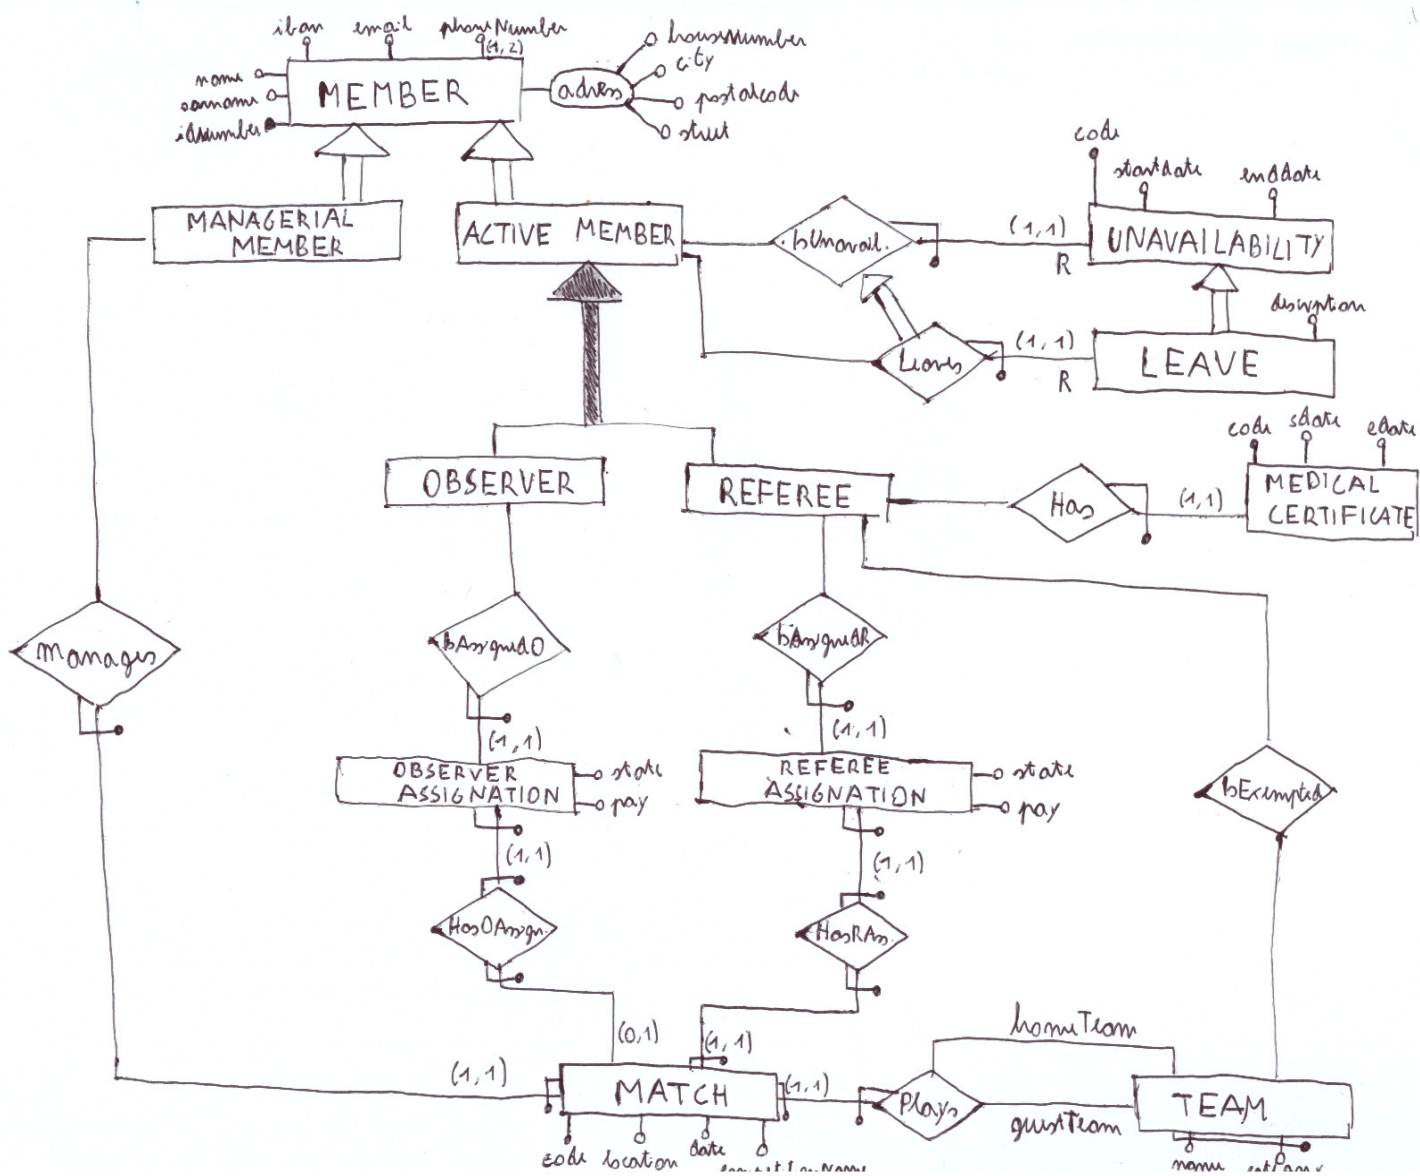 iban email phoneNumber
(1,2)
housenumber
city
name
MEMBER
adress
postalcode
sorname
idnumber
street
code
startdate enddate
MANAGERIAL
MEMBER
ACTIVE MEMBER
IsUnavail.
(1,1)
R
UNAVAILABILITY
description
Leaves
(1,1)
R
LEAVE
code sdate edate
OBSERVER
REFEREE
Has
(1,1)
MEDICAL
CERTIFICATE
Manages
IsAssignedO
IsAssignedR
(1,1)
(1,1)
OBSERVER
ASSIGNATION
state
pay
REFEREE
ASSIGNATION
state
pay
IsExempted
(1,1)
(1,1)
HasOAssign.
HasRAss.
homeTeam
(0,1)
(1,1)
(1,1)
MATCH
(1,1)
Plays
guestTeam
TEAM
code location date
name